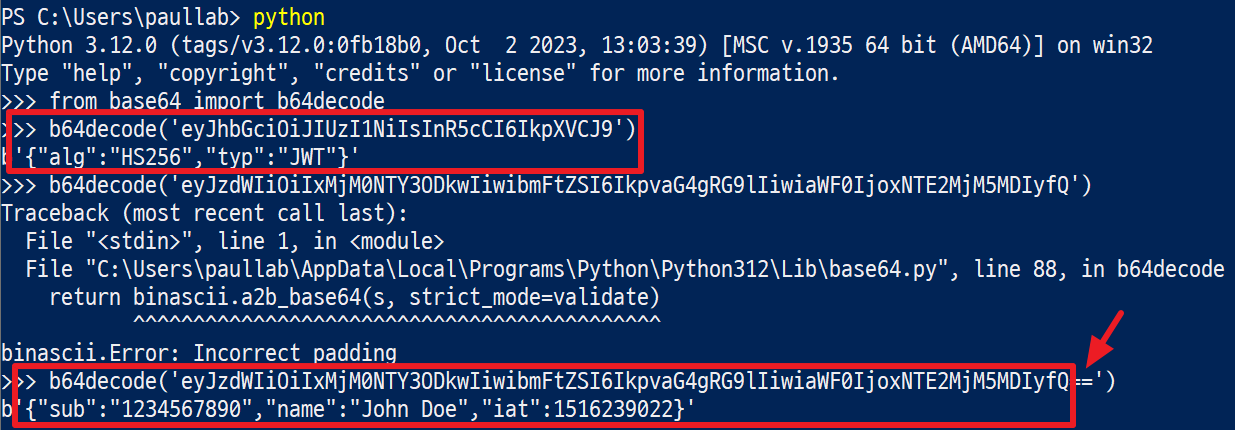 PS C:\Users\paullab> python
Python 3.12.0 (tags/v3.12.0:0fb18b0, Oct  2 2023, 13:03:39) [MSC v.1935 64 bit (AMD64)] on win32
Type "help", "copyright", "credits" or "license" for more information.
>>> from base64 import b64decode
>>> b64decode('eyJhbGciOiJIUzI1NiIsInR5cCI6IkpXVCJ9')
b'{"alg":"HS256","typ":"JWT"}'
>>> b64decode('eyJzdWIiOiIxMjM0NTY3ODkwIiwibmFtZSI6IkpvaG4gRG9lIiwiaWF0IjoxNTE2MjM5MDIyfQ')
Traceback (most recent call last):
  File "<stdin>", line 1, in <module>
  File "C:\Users\paullab\AppData\Local\Programs\Python\Python312\Lib\base64.py", line 88, in b64decode
    return binascii.a2b_base64(s, strict_mode=validate)
           ^^^^^^^^^^^^^^^^^^^^^^^^^^^^^^^^^^^^^^^^^^^^
binascii.Error: Incorrect padding
>>> b64decode('eyJzdWIiOiIxMjM0NTY3ODkwIiwibmFtZSI6IkpvaG4gRG9lIiwiaWF0IjoxNTE2MjM5MDIyfQ==')
b'{"sub":"1234567890","name":"John Doe","iat":1516239022}'